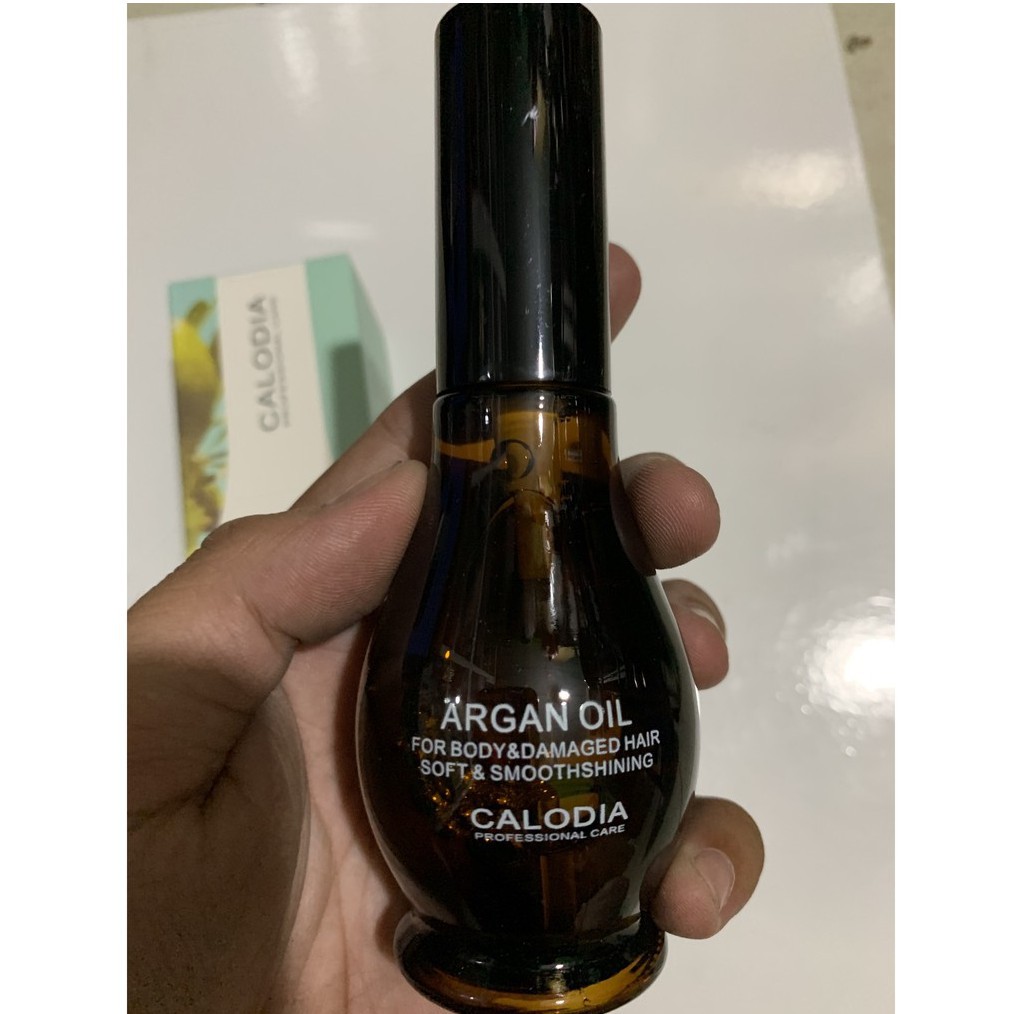 ARGAN OIL
FOR BODY&DAMAGED HAIR
SOFT & SMOOTHSHINING
CALODIA
PROFESSIONAL CARE
CALODIA